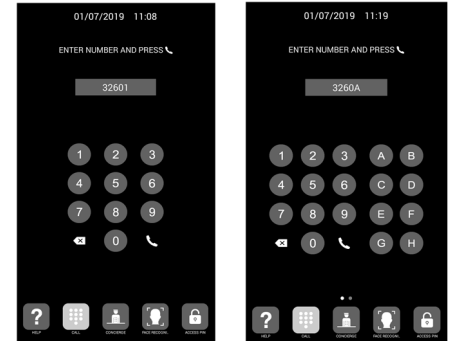 01/07/2019 11:08
ENTER NUMBER AND PRESS
32601
1 2 3
4 5 6
7 8 9
0
HELP CALL CONCIERGE FACE RECOGN. ACCESS PIN
01/07/2019 11:19
ENTER NUMBER AND PRESS
3260A
1 2 3 A B
4 5 6 C D
7 8 9 E F
0 G H
HELP CALL CONCIERGE FACE RECOGN. ACCESS PIN